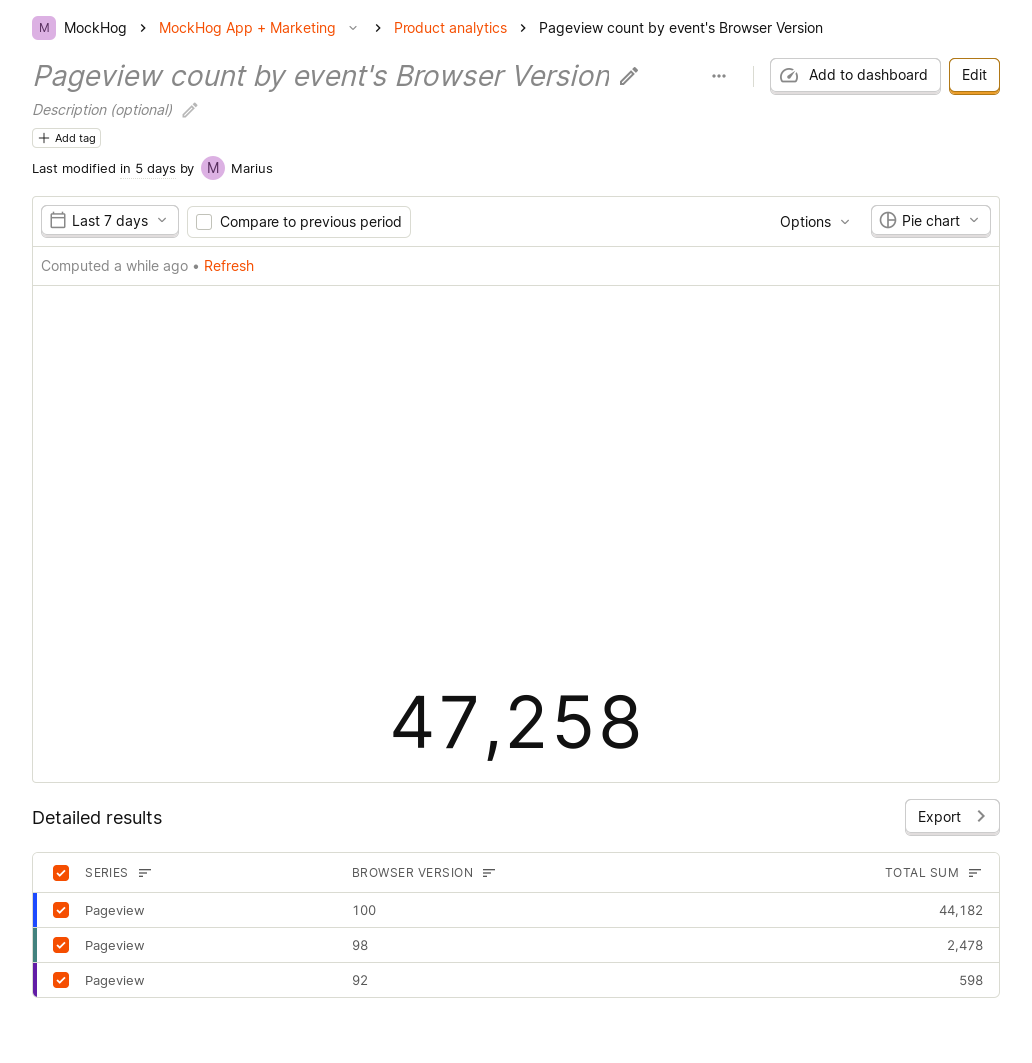 M MockHog MockHog App + Marketing Product analytics Pageview count by event's Browser Version
Pageview count by event's Browser Version
Add to dashboard Edit
Description (optional)
Add tag
Last modified in 5 days by M Marius
Last 7 days Compare to previous period Options Pie chart
Computed a while ago • Refresh
47,258
Detailed results Export
SERIES BROWSER VERSION TOTAL SUM
Pageview 100 44,182
Pageview 98 2,478
Pageview 92 598